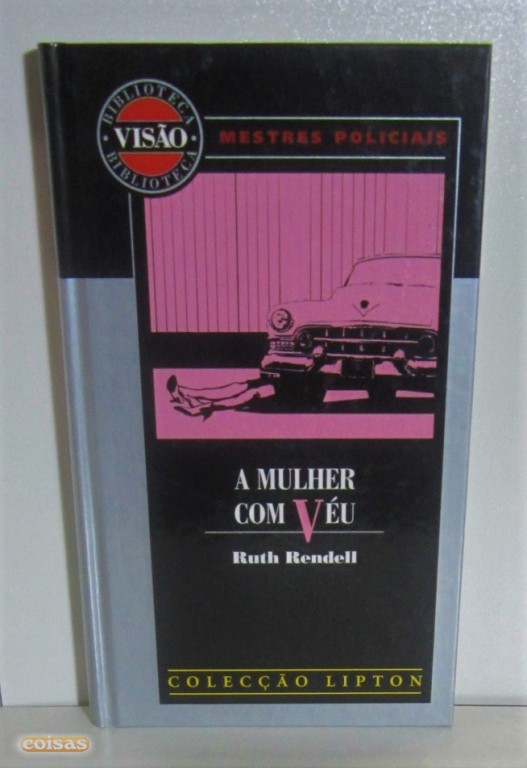 BIBLIOTECA
VISÃO
BIBLIOTECA
MESTRES POLICIAIS
A MULHER
COM VÉU
Ruth Rendell
COLECÇÃO LIPTON
coisas